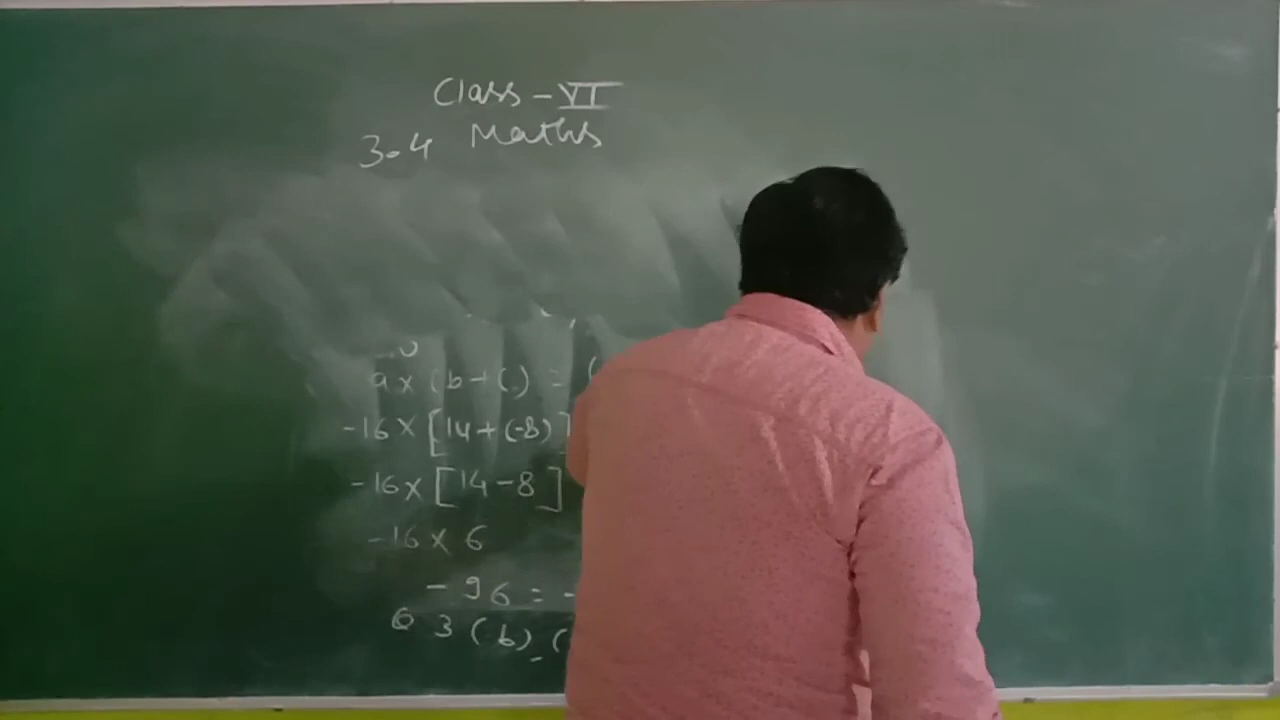 Class - VI
3.4 Maths
a × (b + c) = (
-16 × [14 + (-8)]
-16 × [14 - 8]
-16 × 6
- 96 = -
3 (b) (